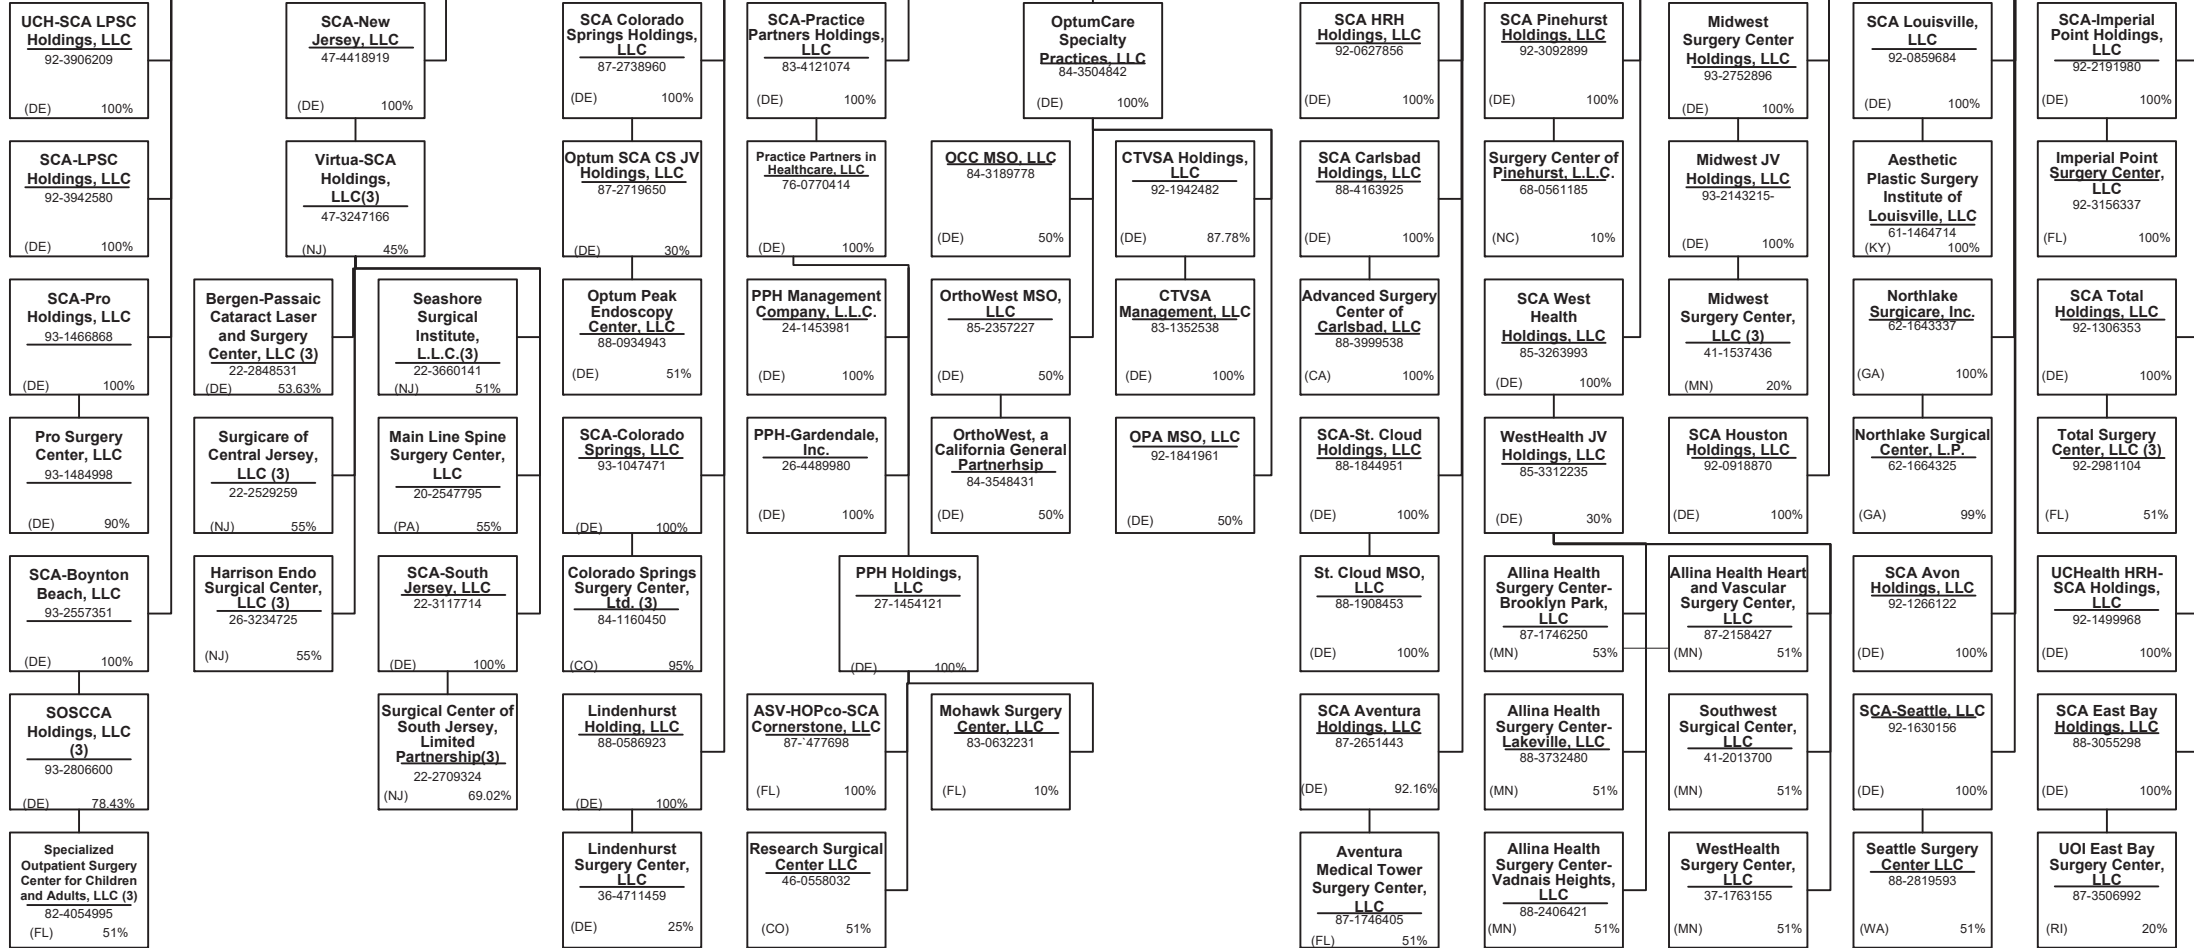 UCH-SCA LPSC
Holdings, LLC
92-3906209
(DE) 100%
SCA-New
Jersey, LLC
47-4418919
(DE) 100%
SCA Colorado
Springs Holdings,
LLC
87-2738960
(DE) 100%
SCA-Practice
Partners Holdings,
LLC
83-4121074
(DE) 100%
OptumCare
Specialty
Practices, LLC
84-3504842
(DE) 100%
SCA HRH
Holdings, LLC
92-0627856
(DE) 100%
SCA Pinehurst
Holdings, LLC
92-3092899
(DE) 100%
Midwest
Surgery Center
Holdings, LLC
93-2752896
(DE) 100%
SCA Louisville,
LLC
92-0859684
(DE) 100%
SCA-Imperial
Point Holdings,
LLC
92-2191980
(DE) 100%
SCA-LPSC
Holdings, LLC
92-3942580
(DE) 100%
Virtua-SCA
Holdings,
LLC(3)
47-3247166
(NJ) 45%
Optum SCA CS JV
Holdings, LLC
87-2719650
(DE) 30%
Practice Partners in
Healthcare, LLC
76-0770414
(DE) 100%
OCC MSO, LLC
84-3189778
(DE) 50%
CTVSA Holdings,
LLC
92-1942482
(DE) 87.78%
SCA Carlsbad
Holdings, LLC
88-4163925
(DE) 100%
Surgery Center of
Pinehurst, L.L.C.
68-0561185
(NC) 10%
Midwest JV
Holdings, LLC
93-2143215-
(DE) 100%
Aesthetic
Plastic Surgery
Institute of
Louisville, LLC
61-1464714
(KY) 100%
Imperial Point
Surgery Center,
LLC
92-3156337
(FL) 100%
SCA-Pro
Holdings, LLC
93-1466868
(DE) 100%
Bergen-Passaic
Cataract Laser
and Surgery
Center, LLC (3)
22-2848531
(DE) 53.63%
Seashore
Surgical
Institute,
L.L.C.(3)
22-3660141
(NJ) 51%
Optum Peak
Endoscopy
Center, LLC
88-0934943
(DE) 51%
PPH Management
Company, L.L.C.
24-1453981
(DE) 100%
OrthoWest MSO,
LLC
85-2357227
(DE) 50%
CTVSA
Management, LLC
83-1352538
(DE) 100%
Advanced Surgery
Center of
Carlsbad, LLC
88-3999538
(CA) 100%
SCA West
Health
Holdings, LLC
85-3263993
(DE) 100%
Midwest
Surgery Center,
LLC (3)
41-1537436
(MN) 20%
Northlake
Surgicare, Inc.
62-1643337
(GA) 100%
SCA Total
Holdings, LLC
92-1306353
(DE) 100%
Pro Surgery
Center, LLC
93-1484998
(DE) 90%
Surgicare of
Central Jersey,
LLC (3)
22-2529259
(NJ) 55%
Main Line Spine
Surgery Center,
LLC
20-2547795
(PA) 55%
SCA-Colorado
Springs, LLC
93-1047471
(DE) 100%
PPH-Gardendale,
Inc.
26-4489980
(DE) 100%
OrthoWest, a
California General
Partnerhsip
84-3548431
(DE) 50%
OPA MSO, LLC
92-1841961
(DE) 50%
SCA-St. Cloud
Holdings, LLC
88-1844951
(DE) 100%
WestHealth JV
Holdings, LLC
85-3312235
(DE) 30%
SCA Houston
Holdings, LLC
92-0918870
(DE) 100%
Northlake Surgical
Center, L.P.
62-1664325
(GA) 99%
Total Surgery
Center, LLC (3)
92-2981104
(FL) 51%
SCA-Boynton
Beach, LLC
93-2557351
(DE) 100%
Harrison Endo
Surgical Center,
LLC (3)
26-3234725
(NJ) 55%
SCA-South
Jersey, LLC
22-3117714
(DE) 100%
Colorado Springs
Surgery Center,
Ltd. (3)
84-1160450
(CO) 95%
PPH Holdings,
LLC
27-1454121
(DE) 100%
St. Cloud MSO,
LLC
88-1908453
(DE) 100%
Allina Health
Surgery Center-
Brooklyn Park,
LLC
87-1746250
(MN) 53%
Allina Health Heart
and Vascular
Surgery Center,
LLC
87-2158427
(MN) 51%
SCA Avon
Holdings, LLC
92-1266122
(DE) 100%
UCHealth HRH-
SCA Holdings,
LLC
92-1499968
(DE) 100%
SOSCCA
Holdings, LLC
(3)
93-2806600
(DE) 78.43%
Surgical Center of
South Jersey,
Limited
Partnership(3)
22-2709324
(NJ) 69.02%
Lindenhurst
Holding, LLC
88-0586923
(DE) 100%
ASV-HOPco-SCA
Cornerstone, LLC
87-`477698
(FL) 100%
Mohawk Surgery
Center, LLC
83-0632231
(FL) 10%
SCA Aventura
Holdings, LLC
87-2651443
(DE) 92.16%
Allina Health
Surgery Center-
Lakeville, LLC
88-3732480
(MN) 51%
Southwest
Surgical Center,
LLC
41-2013700
(MN) 51%
SCA-Seattle, LLC
92-1630156
(DE) 100%
SCA East Bay
Holdings, LLC
88-3055298
(DE) 100%
Specialized
Outpatient Surgery
Center for Children
and Adults, LLC (3)
82-4054995
(FL) 51%
Lindenhurst
Surgery Center,
LLC
36-4711459
(DE) 25%
Research Surgical
Center LLC
46-0558032
(CO) 51%
Aventura
Medical Tower
Surgery Center,
LLC
87-1746405
(FL) 51%
Allina Health
Surgery Center-
Vadnais Heights,
LLC
88-2406421
(MN) 51%
WestHealth
Surgery Center,
LLC
37-1763155
(MN) 51%
Seattle Surgery
Center LLC
88-2819593
(WA) 51%
UOI East Bay
Surgery Center,
LLC
87-3506992
(RI) 20%